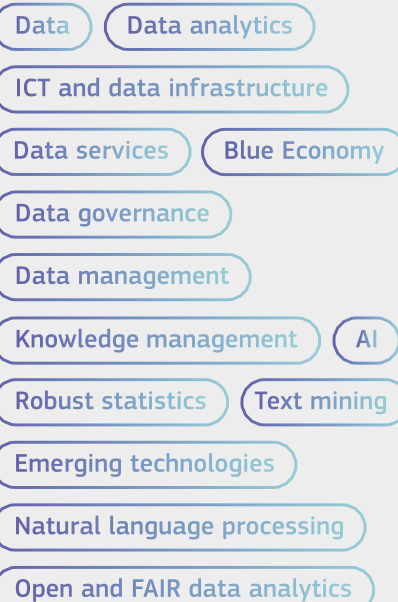 Data Data analytics
ICT and data infrastructure
Data services Blue Economy
Data governance
Data management
Knowledge management AI
Robust statistics Text mining
Emerging technologies
Natural language processing
Open and FAIR data analytics